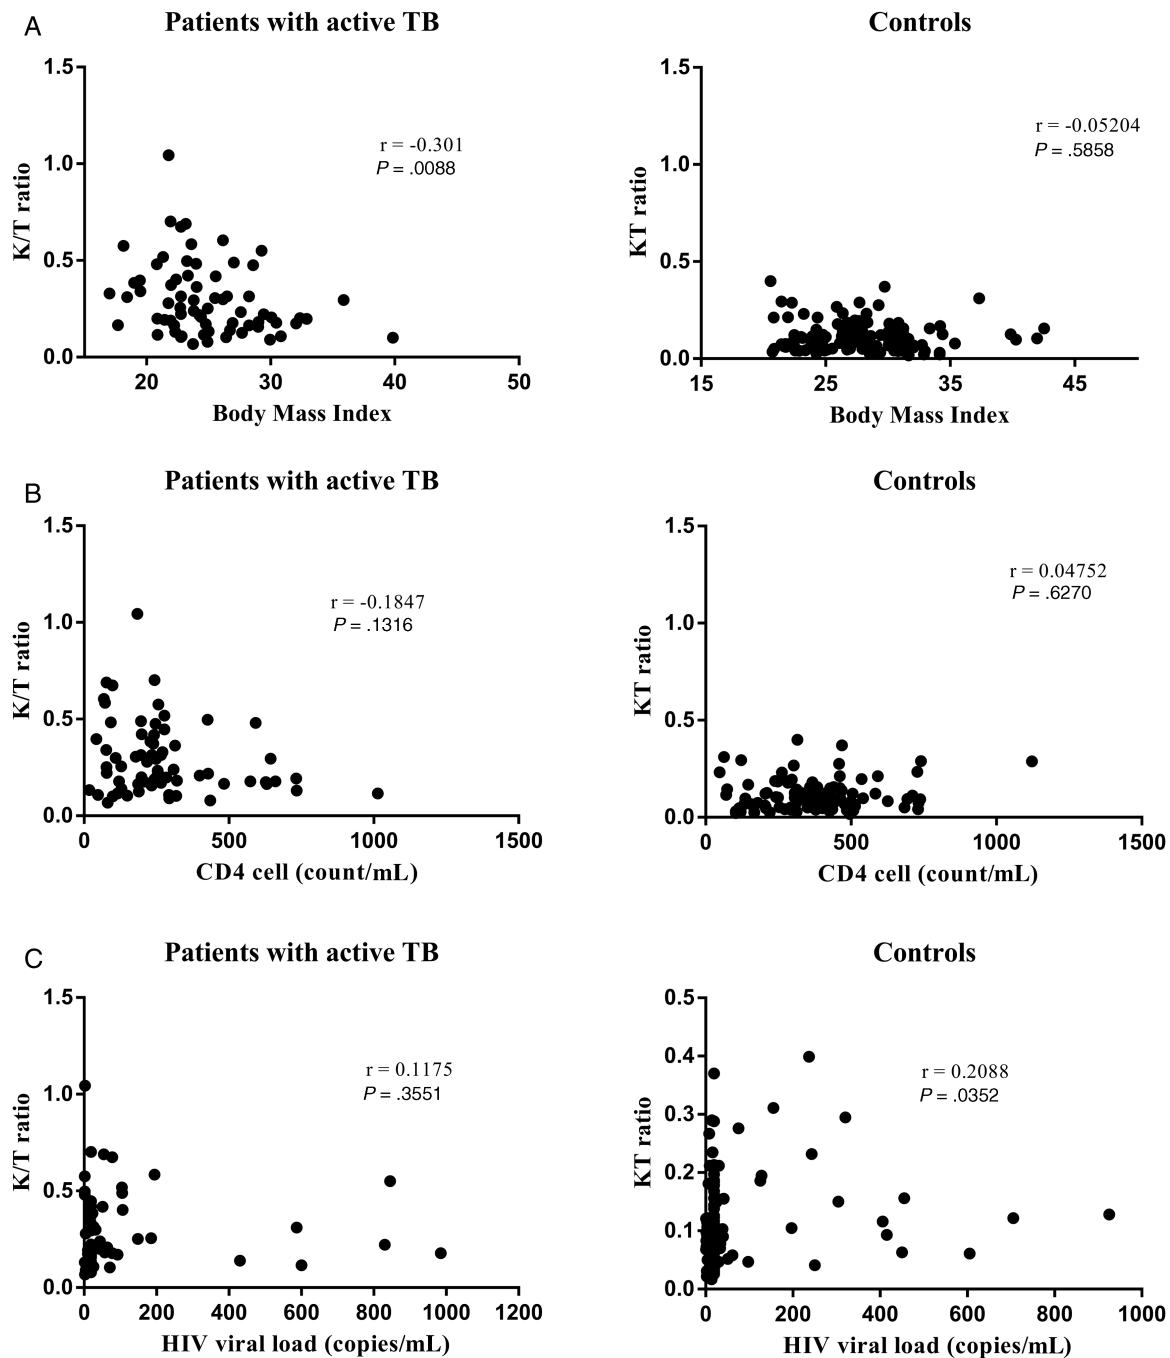 A
Patients with active TB
Controls
1.5
1.0
0.5
0.0
K/T ratio
r = -0.301
P = .0088
20 30 40 50
Body Mass Index
1.5
1.0
0.5
0.0
KT ratio
r = -0.05204
P = .5858
15 25 35 45
Body Mass Index
B
Patients with active TB
Controls
1.5
1.0
0.5
0.0
K/T ratio
r = -0.1847
P = .1316
0 500 1000 1500
CD4 cell (count/mL)
1.5
1.0
0.5
0.0
KT ratio
r = 0.04752
P = .6270
0 500 1000 1500
CD4 cell (count/mL)
C
Patients with active TB
Controls
1.5
1.0
0.5
0.0
K/T ratio
r = 0.1175
P = .3551
0 200 400 600 800 1000 1200
HIV viral load (copies/mL)
0.5
0.4
0.3
0.2
0.1
0.0
KT ratio
r = 0.2088
P = .0352
0 200 400 600 800 1000
HIV viral load (copies/mL)